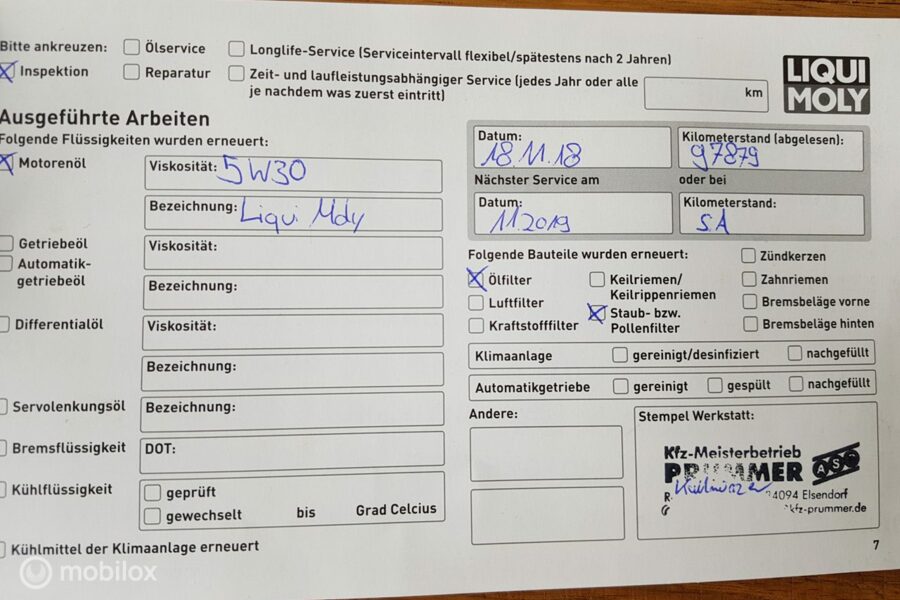 Bitte ankreuzen: Ölservice Longlife-Service (Serviceintervall flexibel/spätestens nach 2 Jahren)
Inspektion Reparatur Zeit- und laufleistungsabhängiger Service (jedes Jahr oder alle
je nachdem was zuerst eintritt) km
LIQUI
MOLY
Ausgeführte Arbeiten
Folgende Flüssigkeiten wurden erneuert:
Motorenöl Viskosität: 5W30
Bezeichnung: Liqui Moly
Getriebeöl Viskosität:
Automatik-
getriebeöl
Bezeichnung:
Differentialöl Viskosität:
Bezeichnung:
Servolenkungsöl Bezeichnung:
Bremsflüssigkeit DOT:
Kühlflüssigkeit geprüft
gewechselt bis Grad Celcius
Kühlmittel der Klimaanlage erneuert
Datum: Kilometerstand (abgelesen):
18.11.18 97879
Nächster Service am oder bei
Datum: Kilometerstand:
11.2019 S.A
Folgende Bauteile wurden erneuert: Zündkerzen
Ölfilter Keilriemen/
Keilrippenriemen
Zahnriemen
Luftfilter Staub- bzw.
Pollenfilter
Bremsbeläge vorne
Kraftstofffilter Bremsbeläge hinten
Klimaanlage gereinigt/desinfiziert nachgefüllt
Automatikgetriebe gereinigt gespült nachgefüllt
Andere: Stempel Werkstatt:
Kfz-Meisterbetrieb
PRUMMER ASC
84094 Elsendorf
kfz-prummer.de
7
mobilox